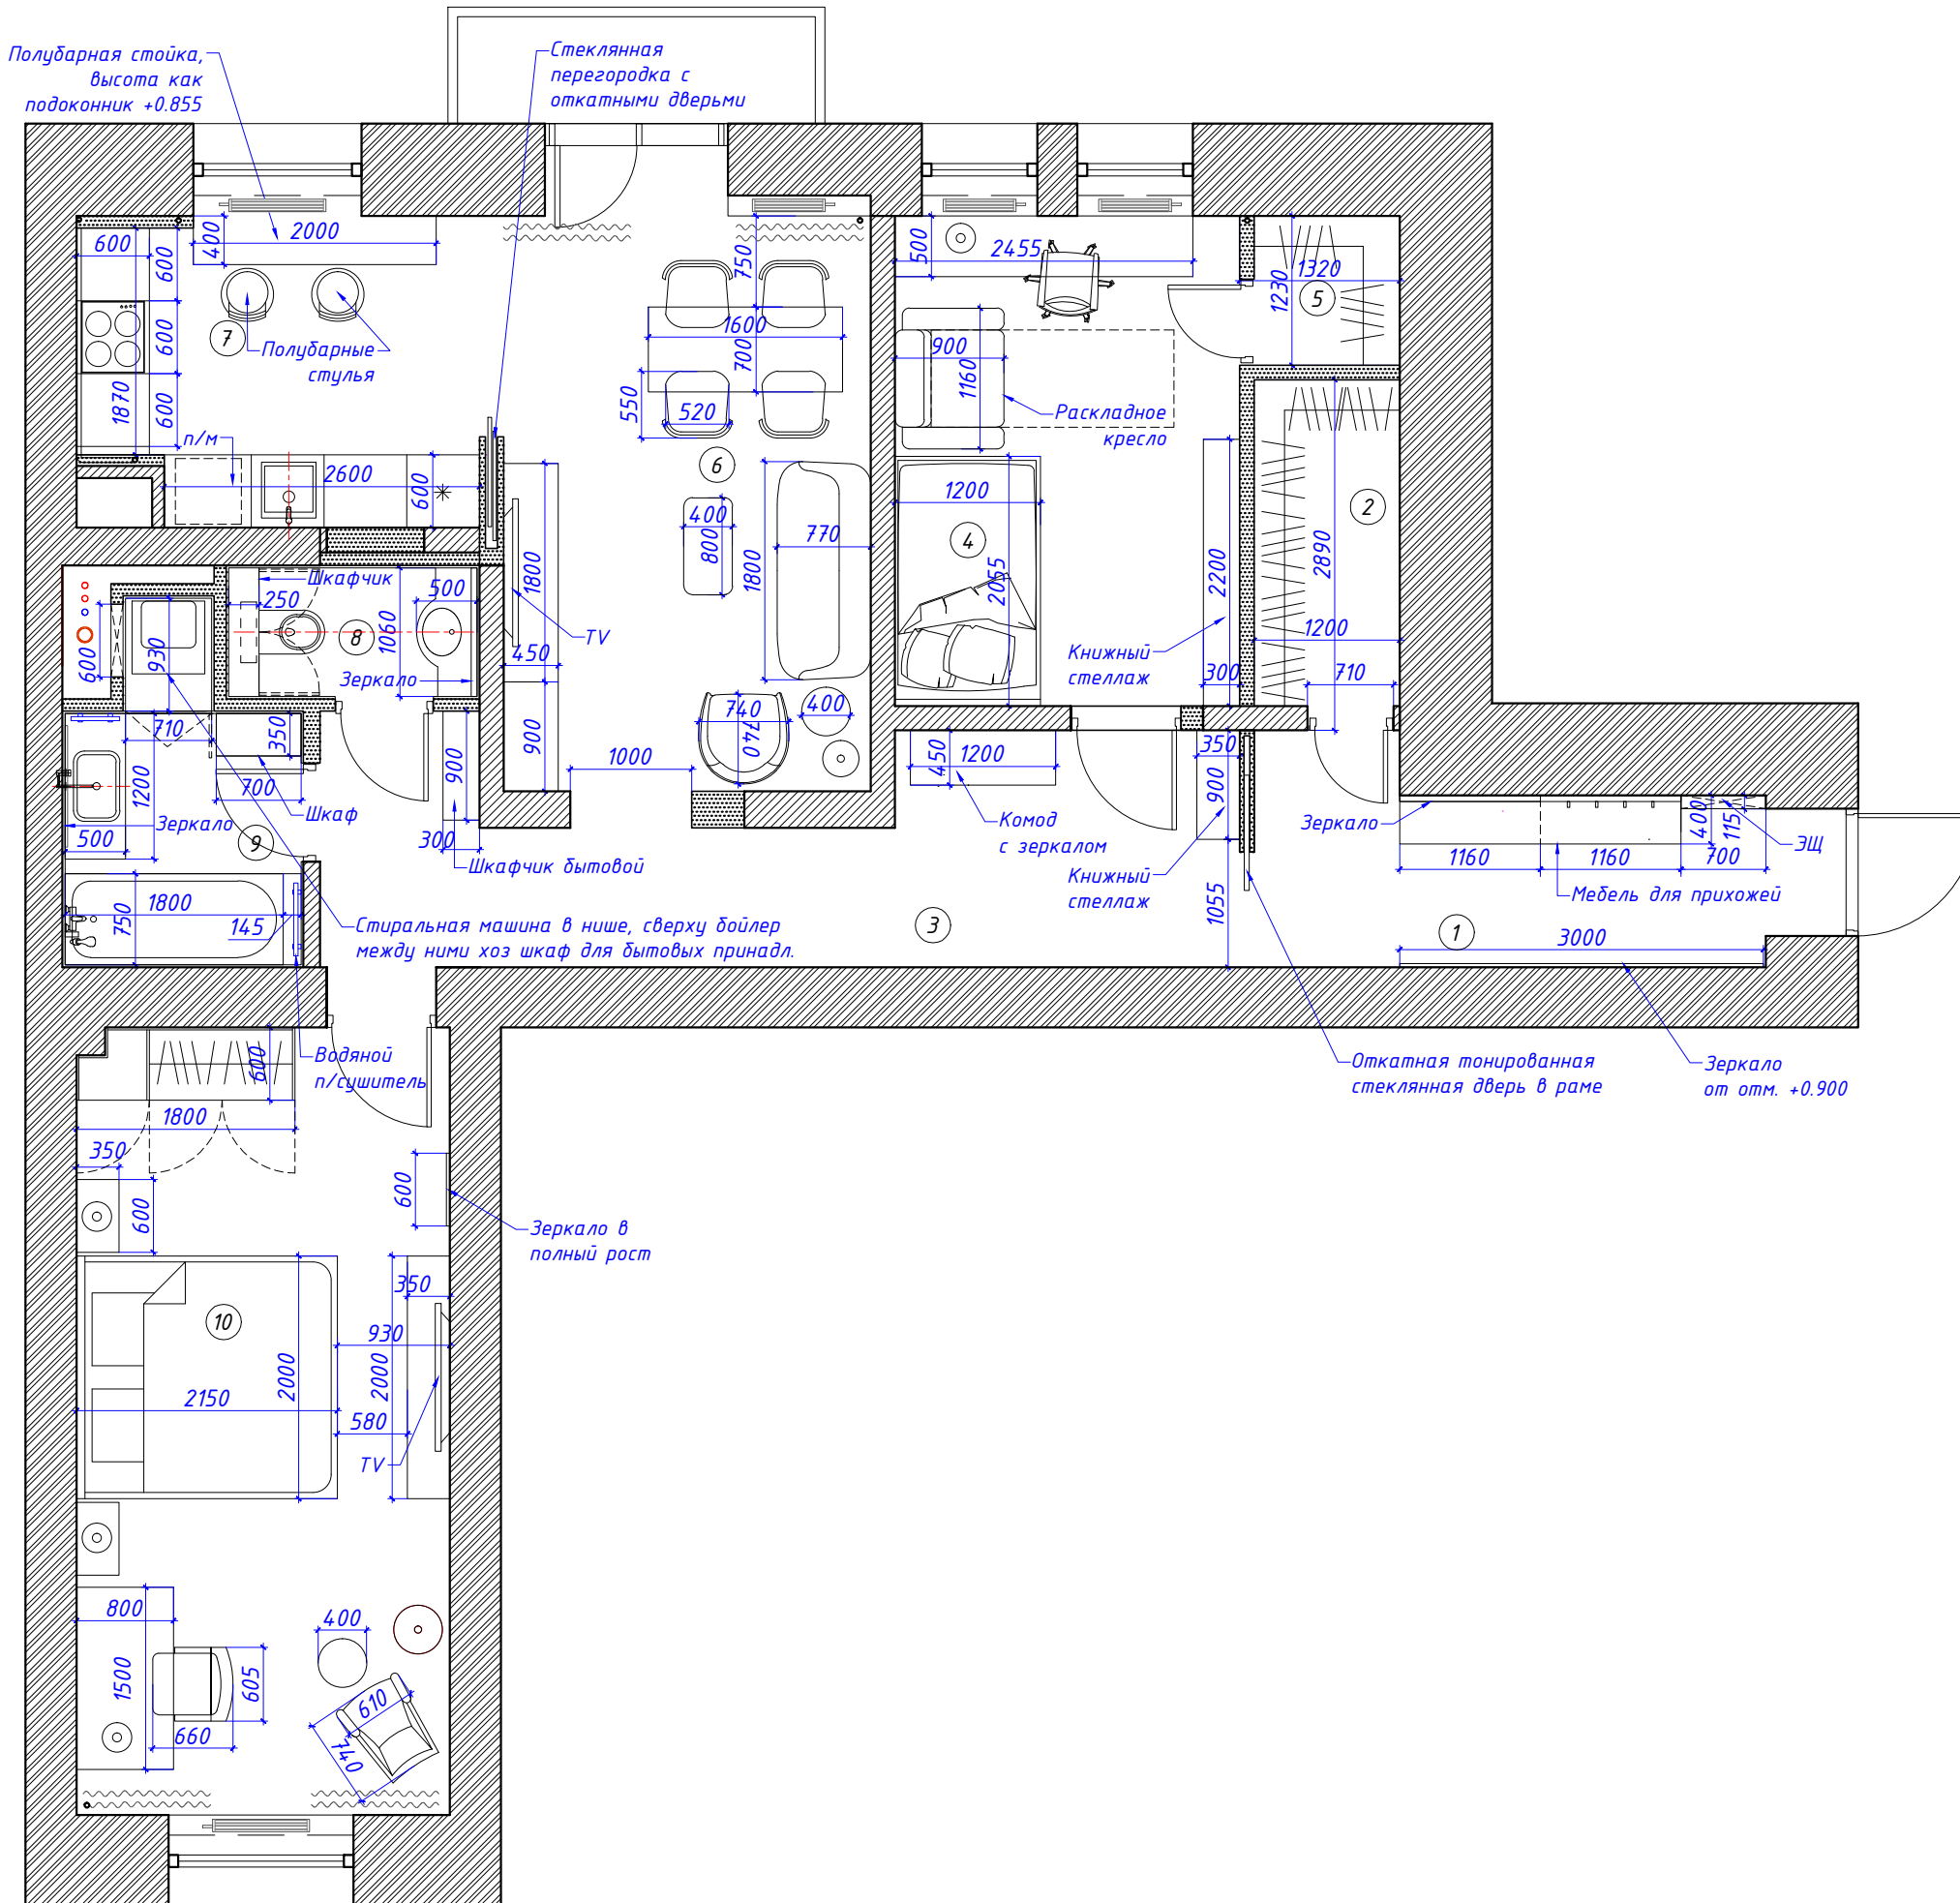 Полубарная стойка,
высота как
подоконник +0.855
Стеклянная
перегородка с
откатными дверьми
600
400
2000
600
750
500
2455
1320
1230
5
7
600
1600
700
Полубарные
стулья
900
1160
1870
600
550
520
Раскладное
кресло
п/м
2600
600
6
1200
2
400
800
770
4
1800
1800
2055
2200
2890
Шкафчик
250
500
1060
8
TV
600
930
450
Зеркало
Книжный
стеллаж
300
1200
710
710
350
900
900
1000
740
740
400
450
1200
350
900
1200
700
Шкаф
Зеркало
500
9
300
Шкафчик бытовой
Комод
с зеркалом
Зеркало
400
115
ЭЩ
1160
1160
700
Книжный
стеллаж
Мебель для прихожей
750
1800
145
Стиральная машина в нише, сверху бойлер
между ними хоз шкаф для бытовых принадл.
3
1055
1
3000
600
Водяной
п/сушитель
Откатная тонированная
стеклянная дверь в раме
Зеркало
от отм. +0.900
1800
350
600
600
Зеркало в
полный рост
350
10
930
2000
2000
2150
580
TV
800
400
1500
605
610
660
740